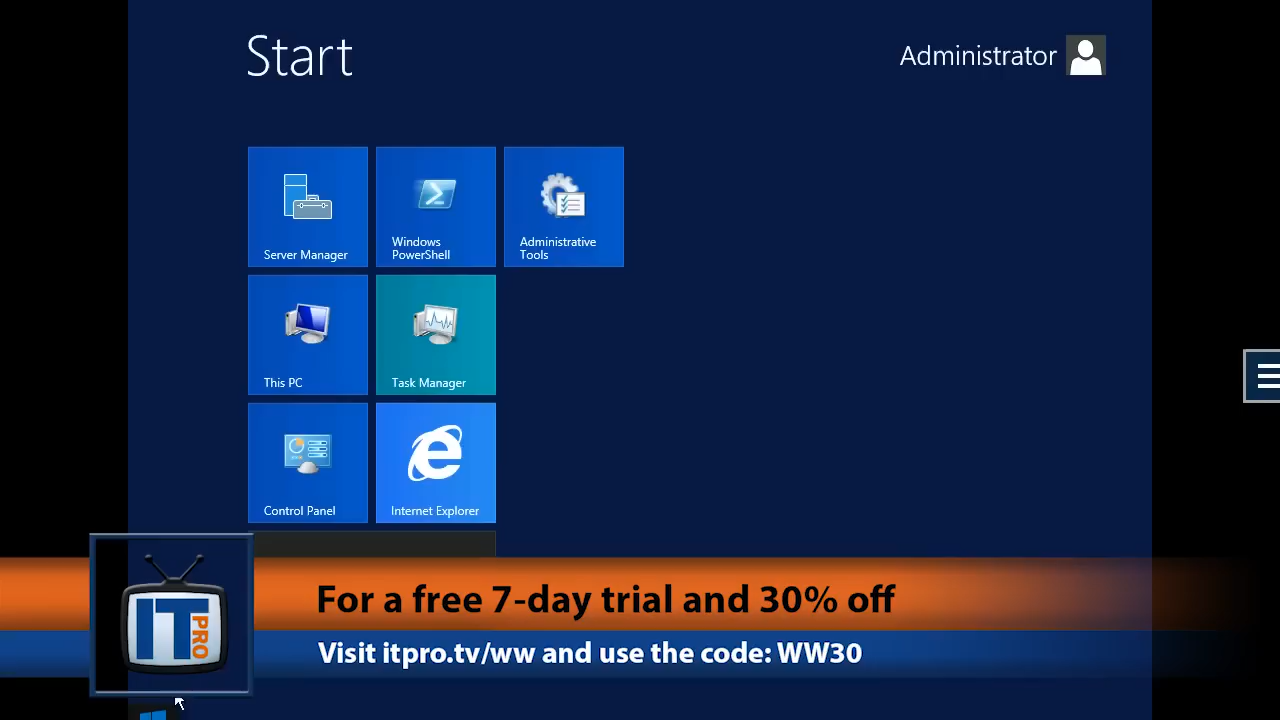 Start
Administrator
Server Manager
Windows
PowerShell
Administrative
Tools
This PC
Task Manager
Control Panel
Internet Explorer
IT PRO
For a free 7-day trial and 30% off
Visit itpro.tv/ww and use the code: WW30